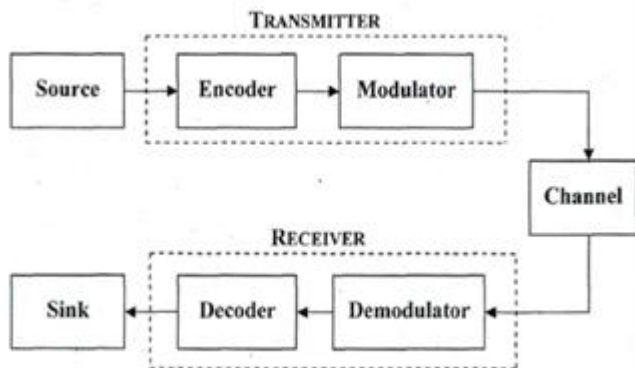 TRANSMITTER
Source
Encoder
Modulator
Channel
RECEIVER
Sink
Decoder
Demodulator